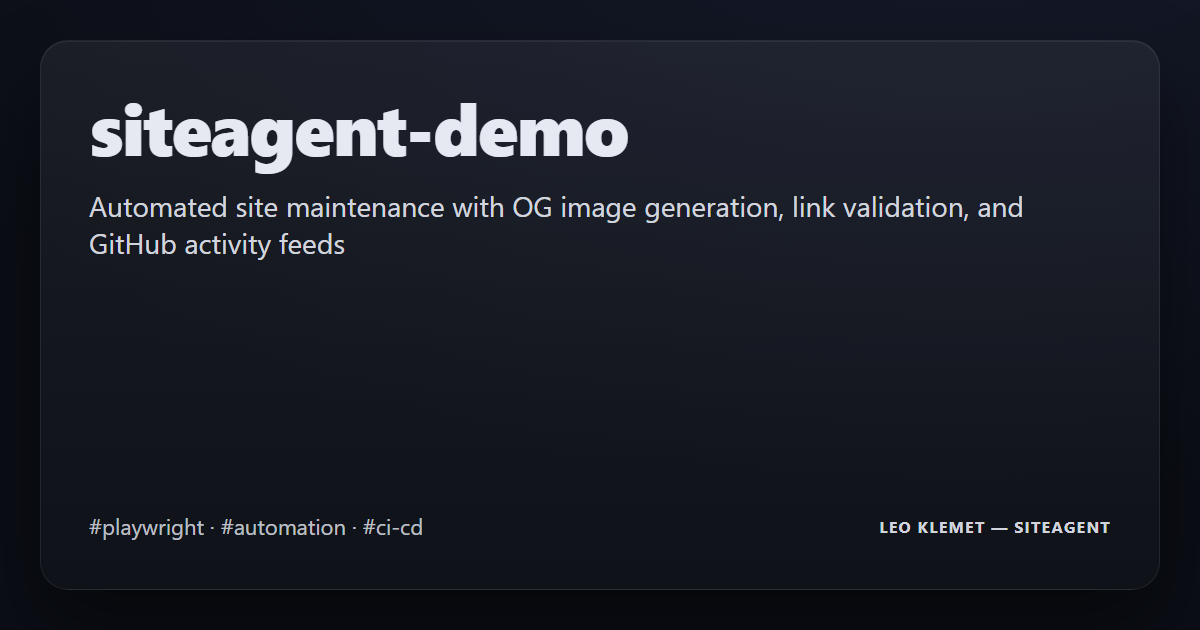 siteagent-demo
Automated site maintenance with OG image generation, link validation, and
GitHub activity feeds
#playwright · #automation · #ci-cd
LEO KLEMET — SITEAGENT